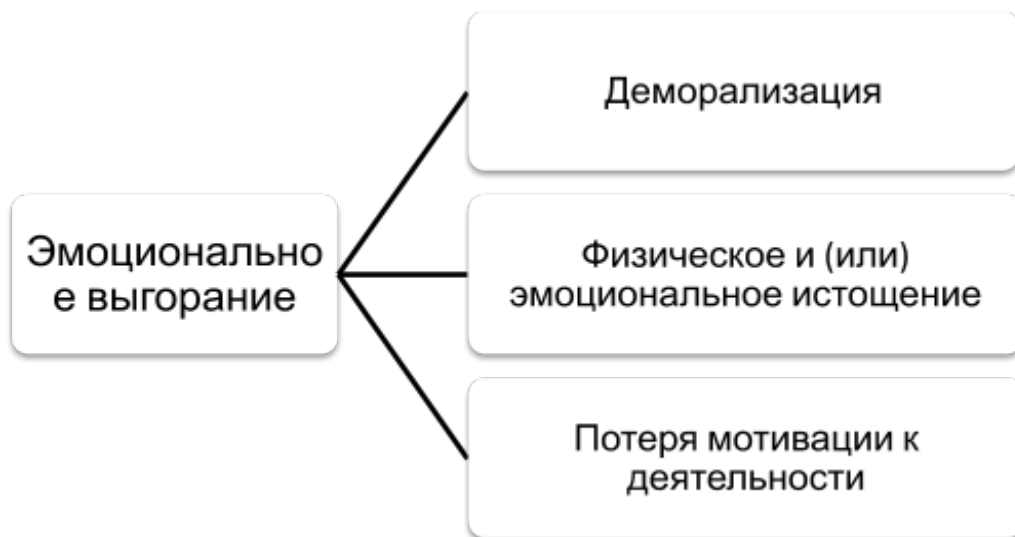 Деморализация
Эмоционально
е выгорание
Физическое и (или)
эмоциональное истощение
Потеря мотивации к
деятельности